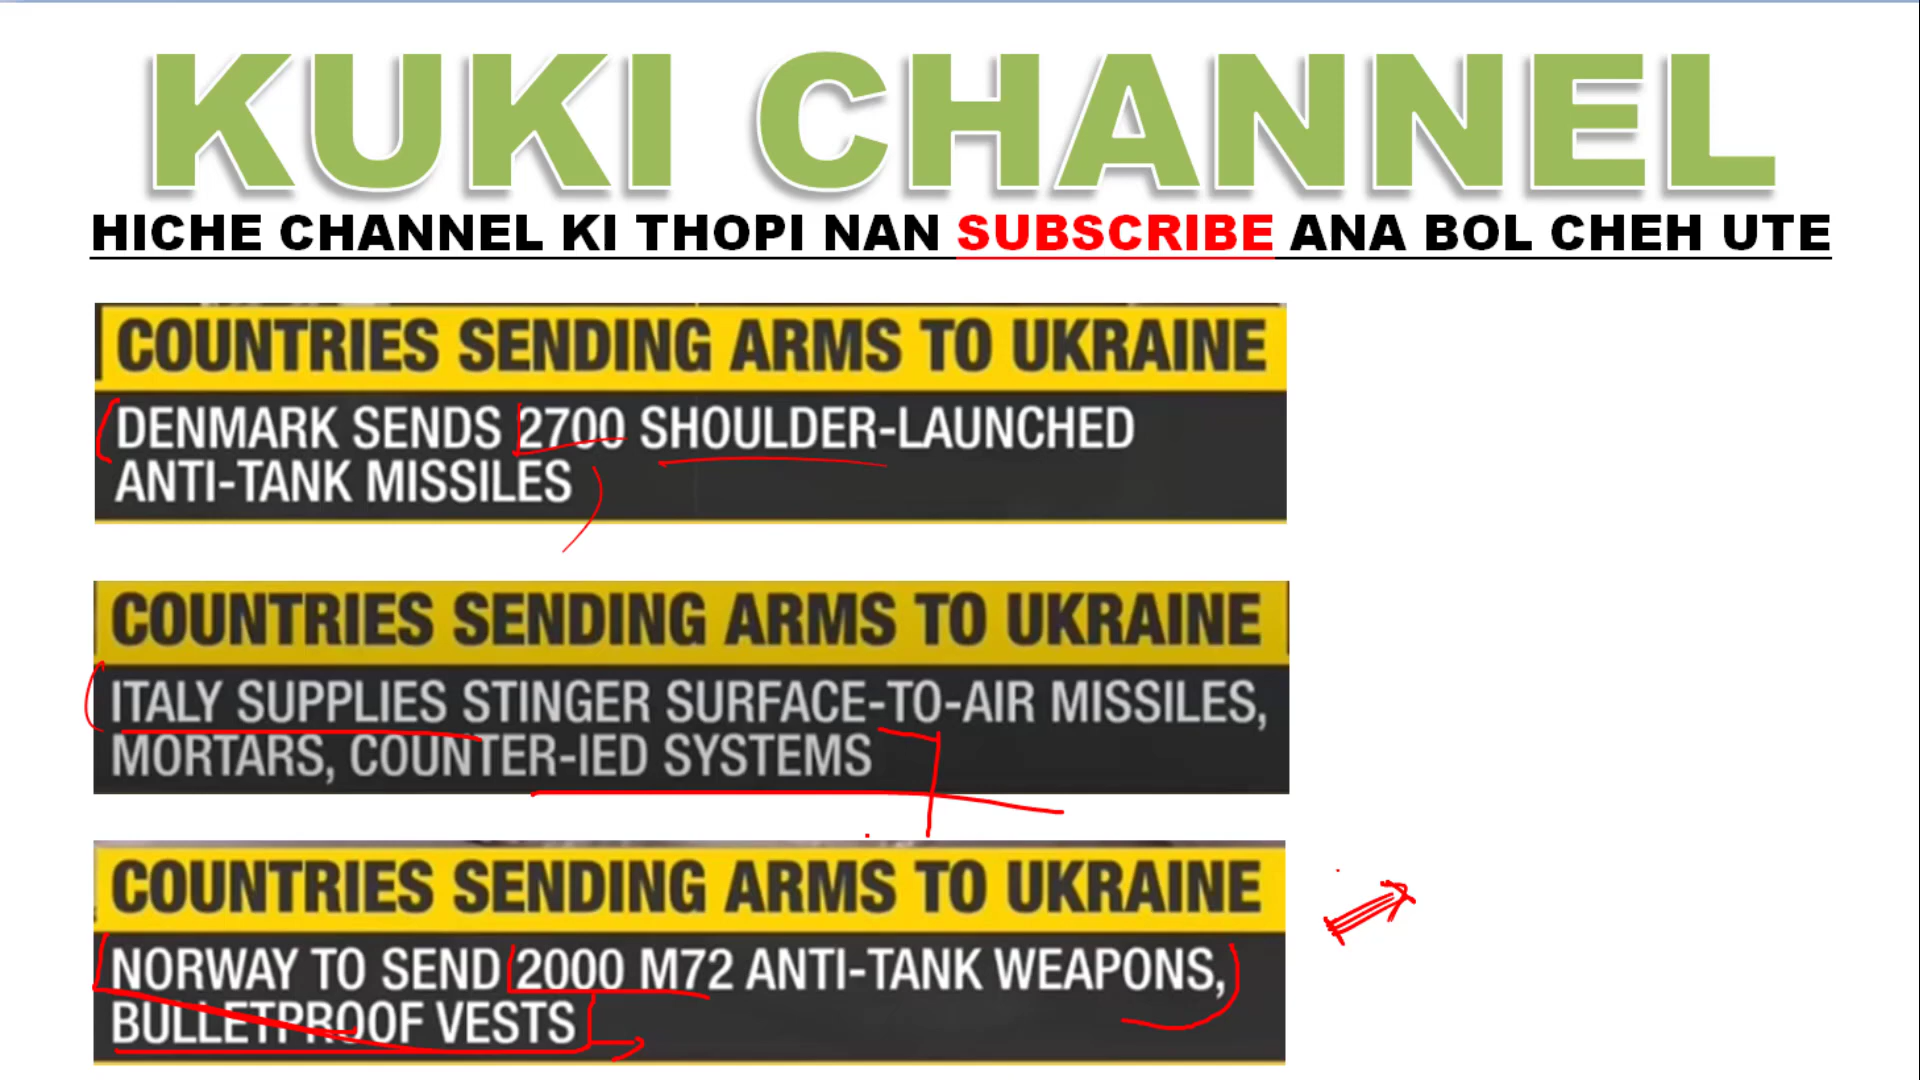 KUKI CHANNEL
HICHE CHANNEL KI THOPI NAN SUBSCRIBE ANA BOL CHEH UTE
COUNTRIES SENDING ARMS TO UKRAINE
DENMARK SENDS 2700 SHOULDER-LAUNCHED
ANTI-TANK MISSILES
COUNTRIES SENDING ARMS TO UKRAINE
ITALY SUPPLIES STINGER SURFACE-TO-AIR MISSILES,
MORTARS, COUNTER-IED SYSTEMS
COUNTRIES SENDING ARMS TO UKRAINE
NORWAY TO SEND 2000 M72 ANTI-TANK WEAPONS,
BULLETPROOF VESTS